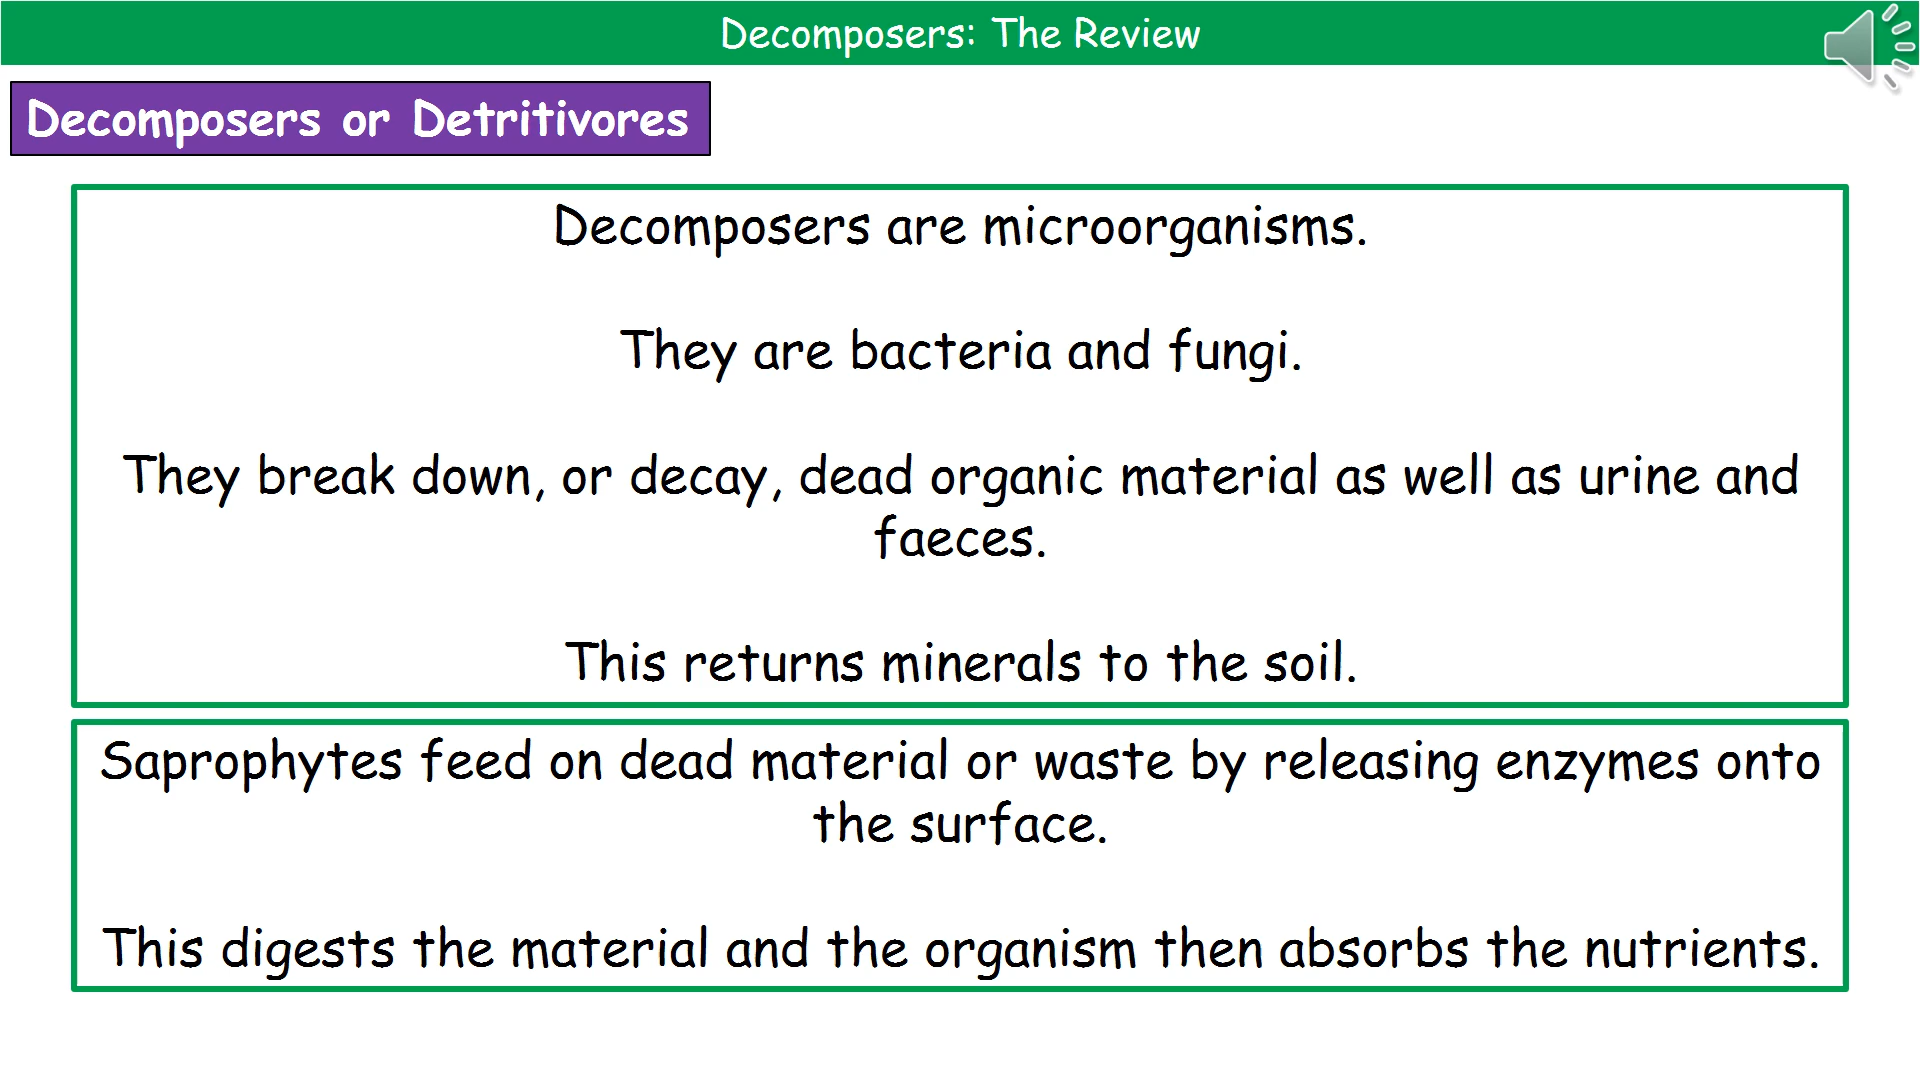 Decomposers: The Review
Decomposers or Detritivores
Decomposers are microorganisms.
They are bacteria and fungi.
They break down, or decay, dead organic material as well as urine and
faeces.
This returns minerals to the soil.
Saprophytes feed on dead material or waste by releasing enzymes onto
the surface.
This digests the material and the organism then absorbs the nutrients.